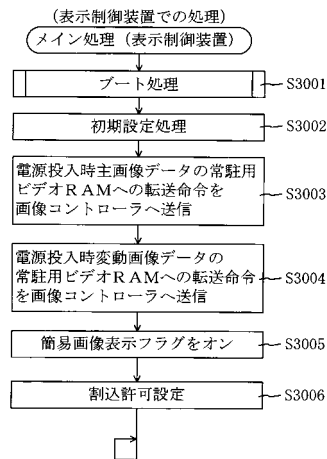 (表示制御装置での処理)
メイン処理(表示制御装置)
ブート処理
S3001
初期設定処理
S3002
電源投入時主画像データの常駐用
ビデオRAMへの転送命令を
画像コントローラへ送信
S3003
電源投入時変動画像データの
常駐用ビデオRAMへの転送命令
を画像コントローラへ送信
S3004
簡易画像表示フラグをオン
S3005
割込許可設定
S3006